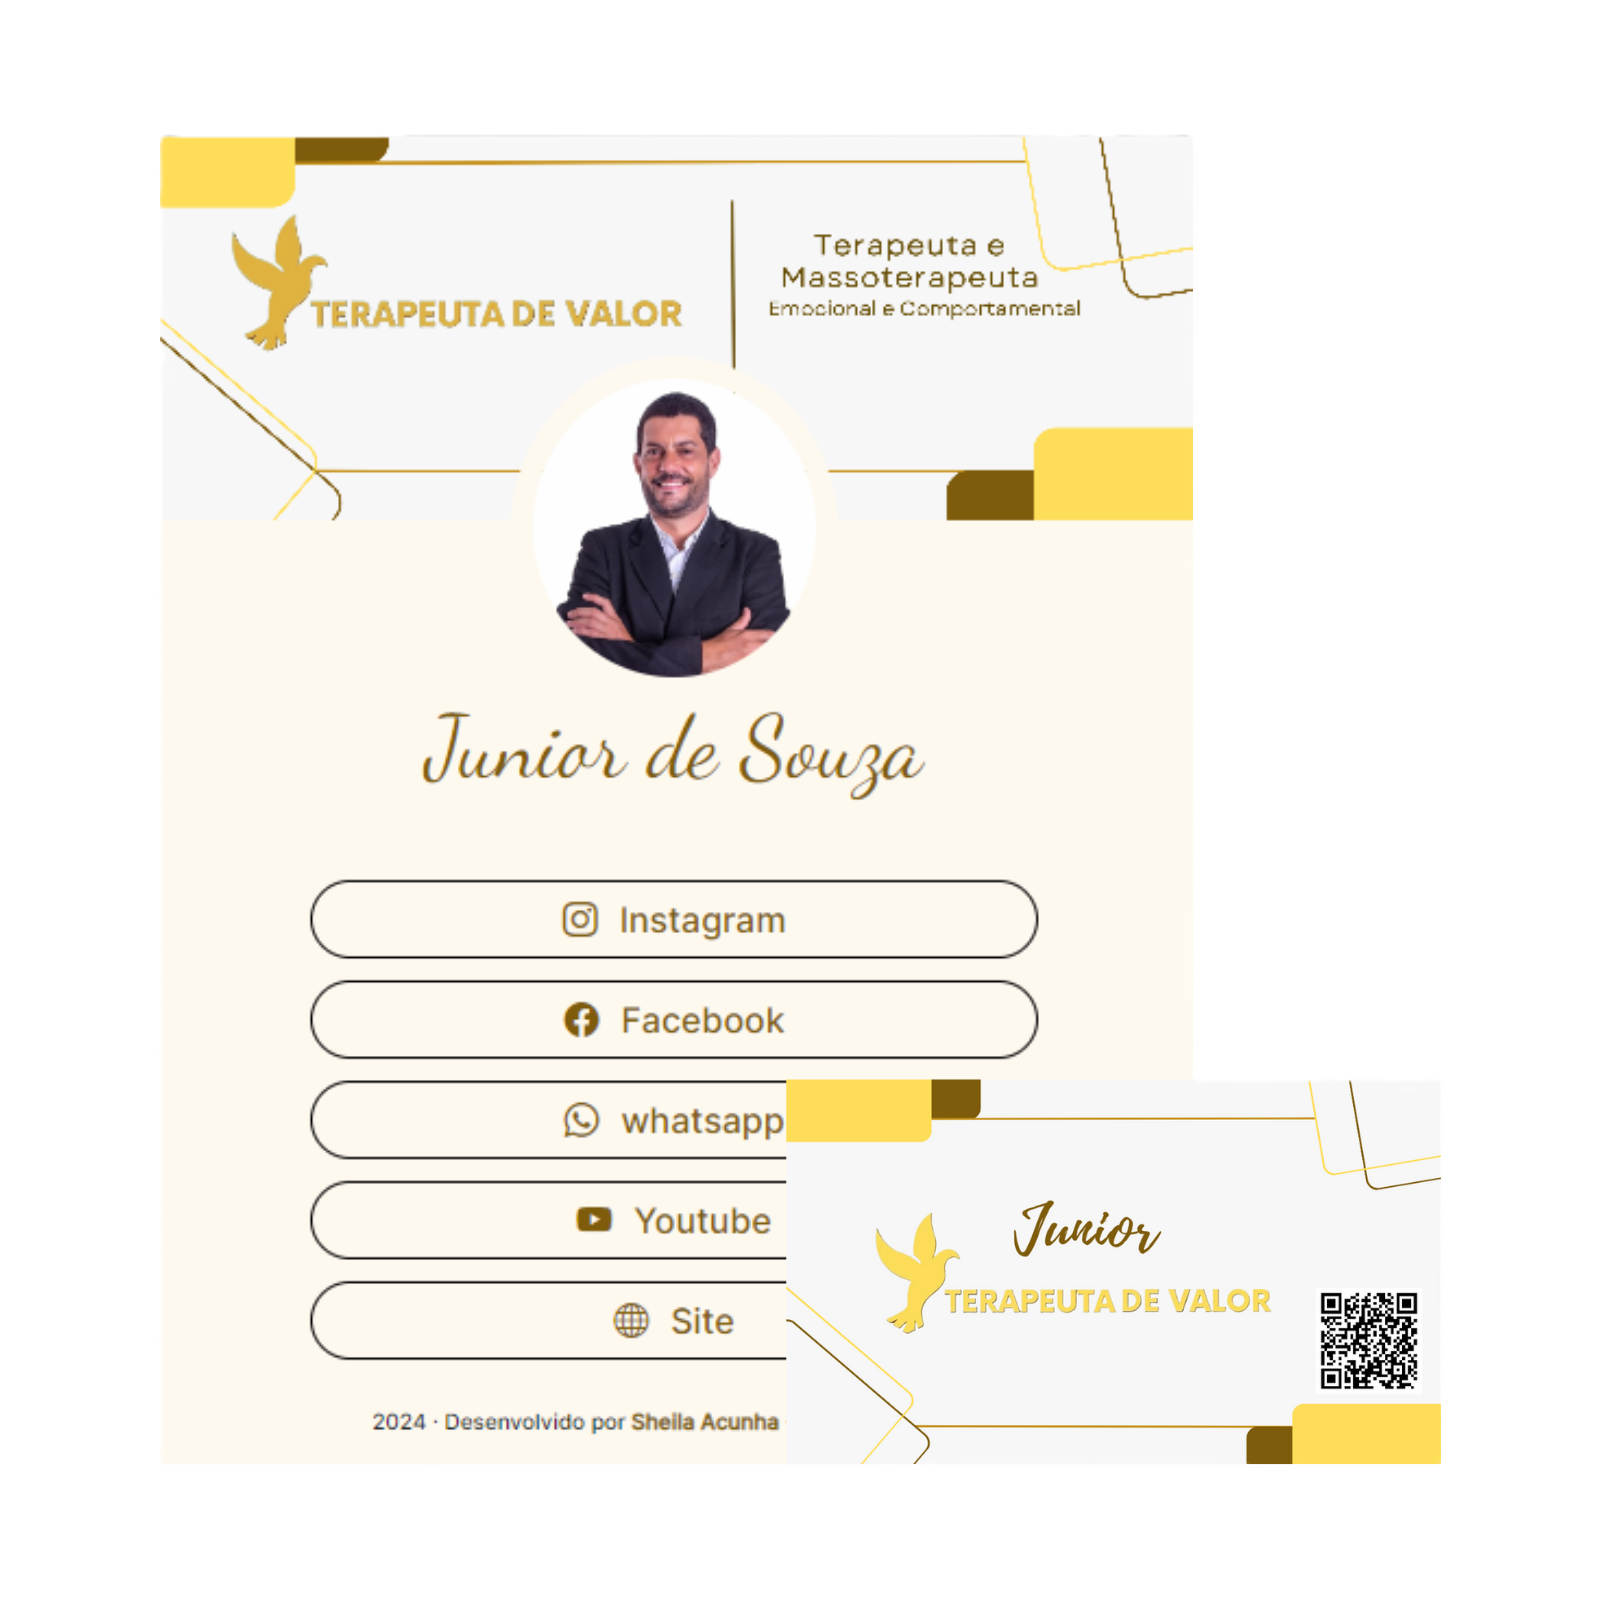 TERAPEUTA DE VALOR
Terapeuta e
Massoterapeuta
Emocional e Comportamental
Junior de Souza
Instagram
Facebook
whatsapp
Youtube
Site
2024 · Desenvolvido por Sheila Acunha
Junior
TERAPEUTA DE VALOR